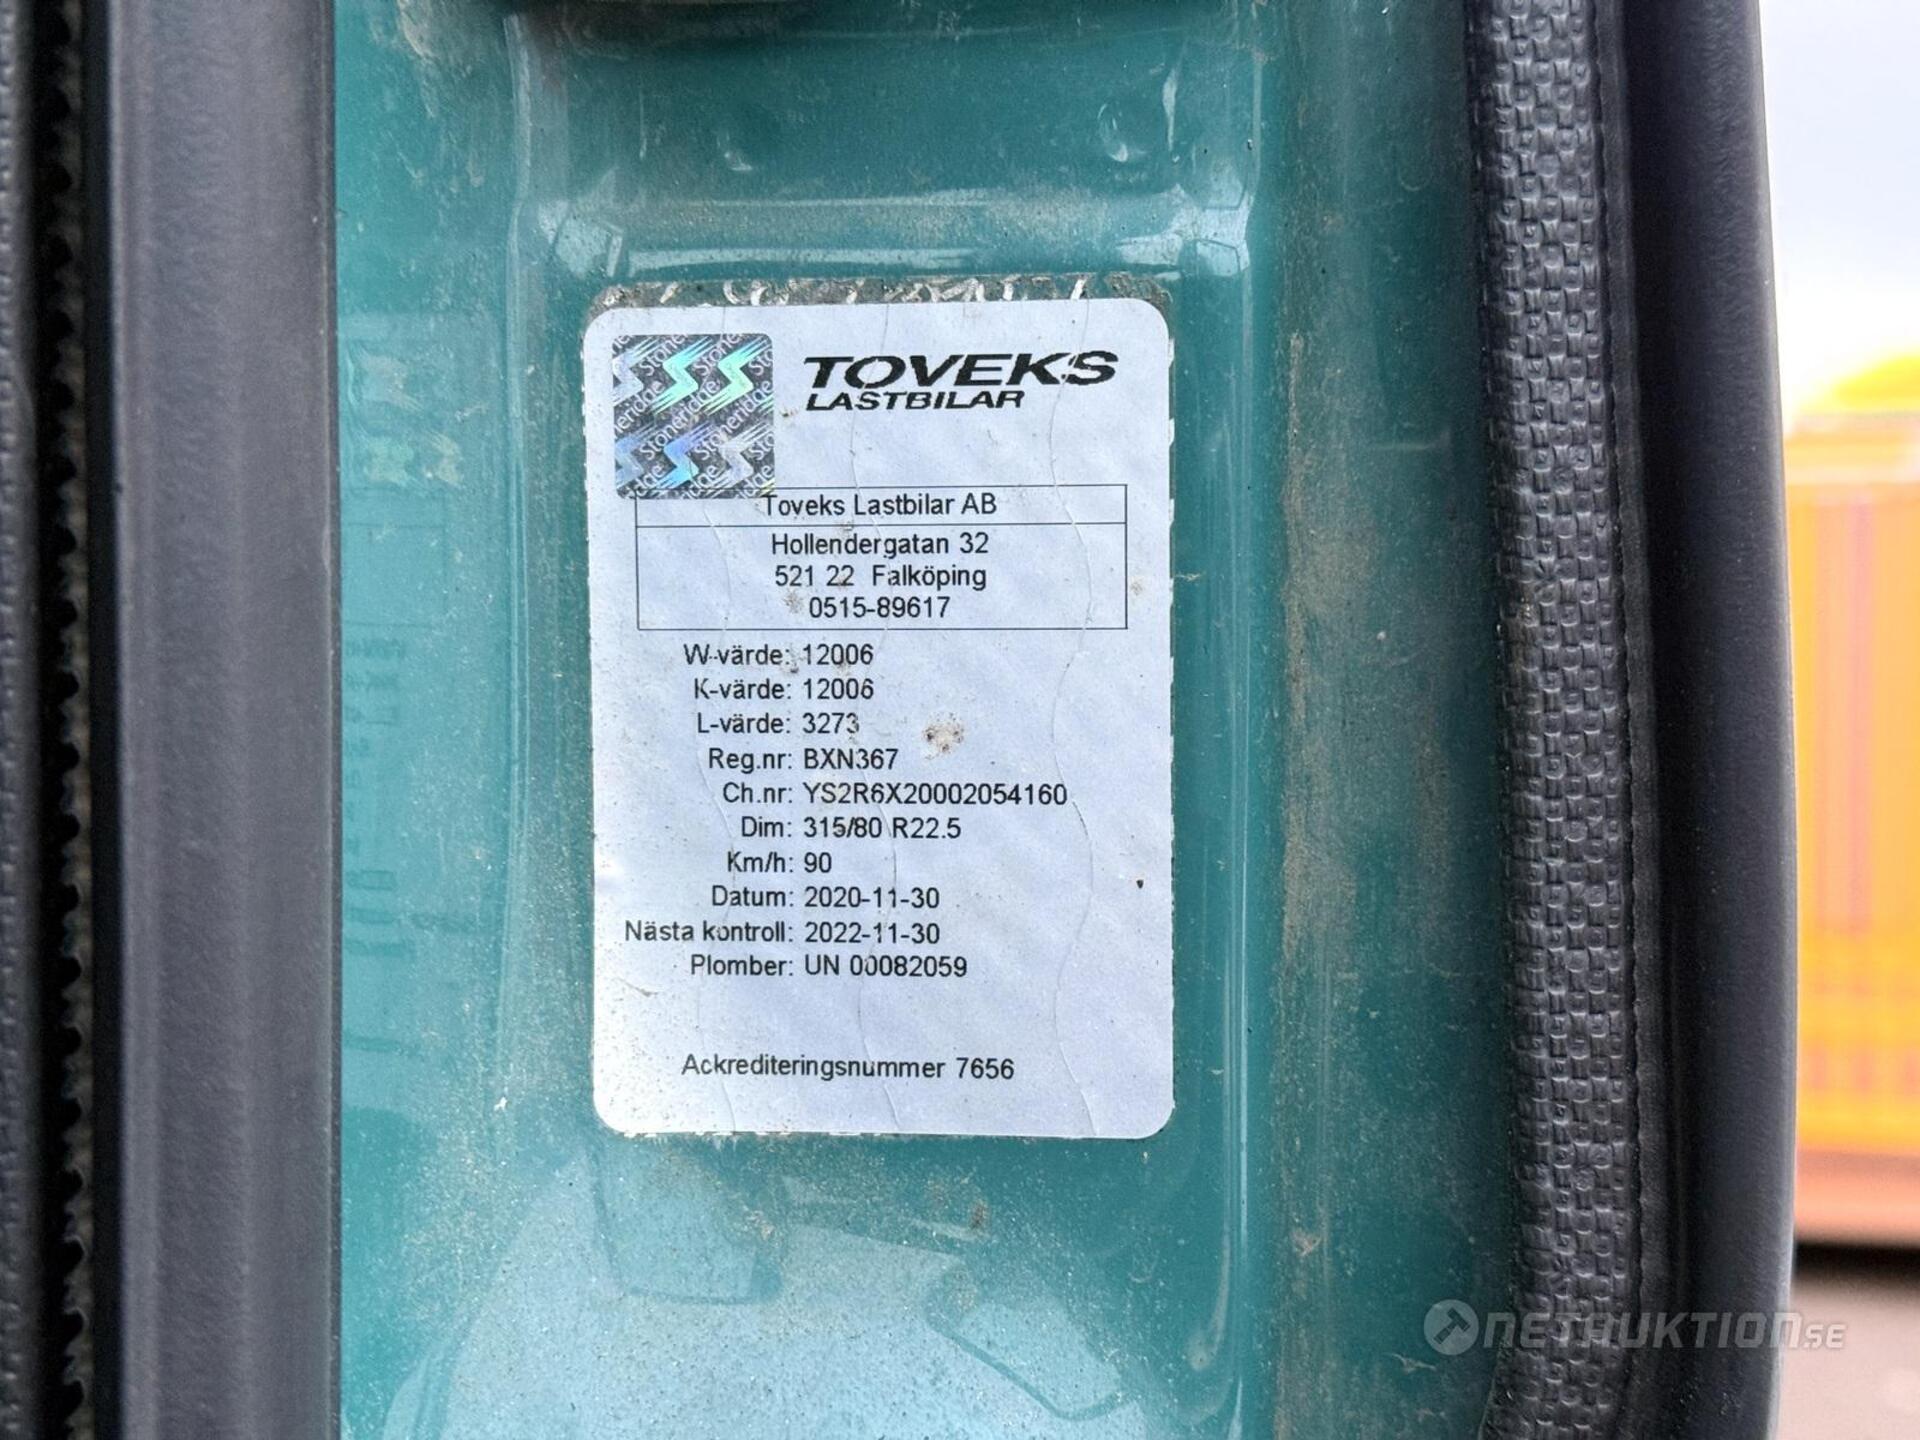 TOVEKS
LASTBILAR
Stoneridge
Stoneridge
Toveks Lastbilar AB
Hollendergatan 32
521 22 Falköping
0515-89617
W-värde: 12006
K-värde: 12006
L-värde: 3273
Reg.nr: BXN367
Ch.nr: YS2R6X20002054160
Dim: 315/80 R22.5
Km/h: 90
Datum: 2020-11-30
Nästa kontroll: 2022-11-30
Plomber: UN 00082059
Ackrediteringsnummer 7656
NETAUKTION.SE